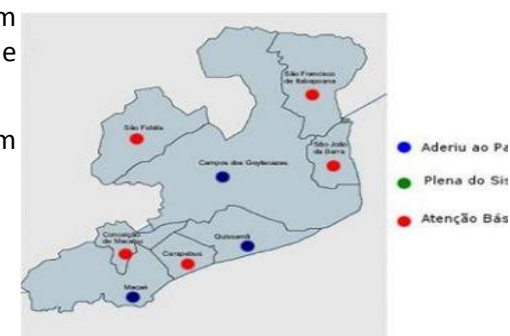 m
e
m
São Francisco
de Itabapoana
São Fidélis
São João
da Barra
Campos dos Goytacazes
Conceição
de Macabu
Quissamã
Carapebus
Macaé
Aderiu ao Pa
Plena do Sis
Atenção Bás